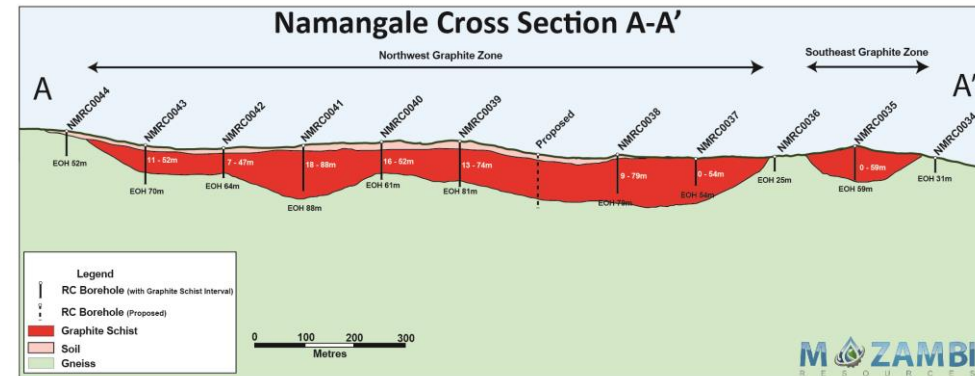 Namangale Cross Section A-A'
Northwest Graphite Zone
Southeast Graphite Zone
A
A'
NMRC0044
NMRC0043
NMRC0042
NMRC0041
NMRC0040
NMRC0039
Proposed
NMRC0038
NMRC0037
NMRC0036
NMRC0035
NMRC0034
11 - 52m
7 - 47m
18 - 88m
16 - 52m
13 - 74m
9 - 79m
0 - 54m
0 - 59m
EOH 52m
EOH 70m
EOH 64m
EOH 88m
EOH 61m
EOH 81m
EOH 79m
EOH 54m
EOH 25m
EOH 59m
EOH 31m
Legend
RC Borehole (with Graphite Schist Interval)
RC Borehole (Proposed)
Graphite Schist
Soil
Gneiss
0 100 200 300
Metres
MOZAMBI
RESOURCES